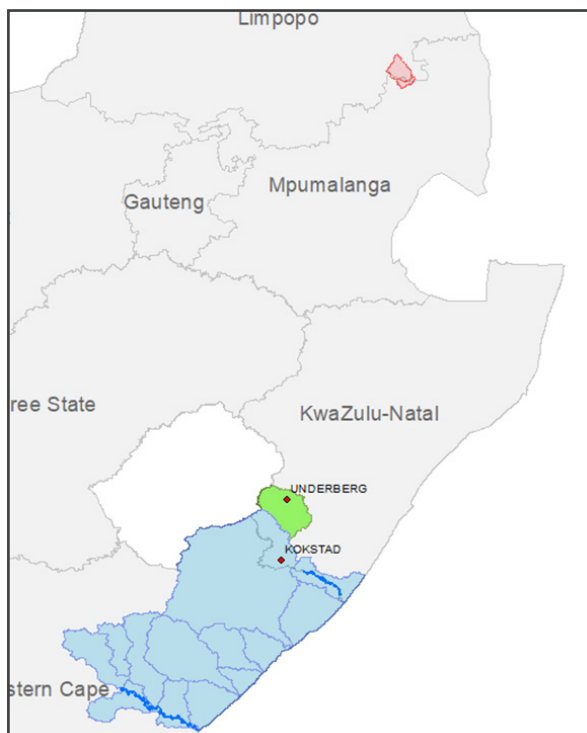 Limpopo
Mpumalanga
Gauteng
ree State
KwaZulu-Natal
UNDERBERG
KOKSTAD
stern Cape